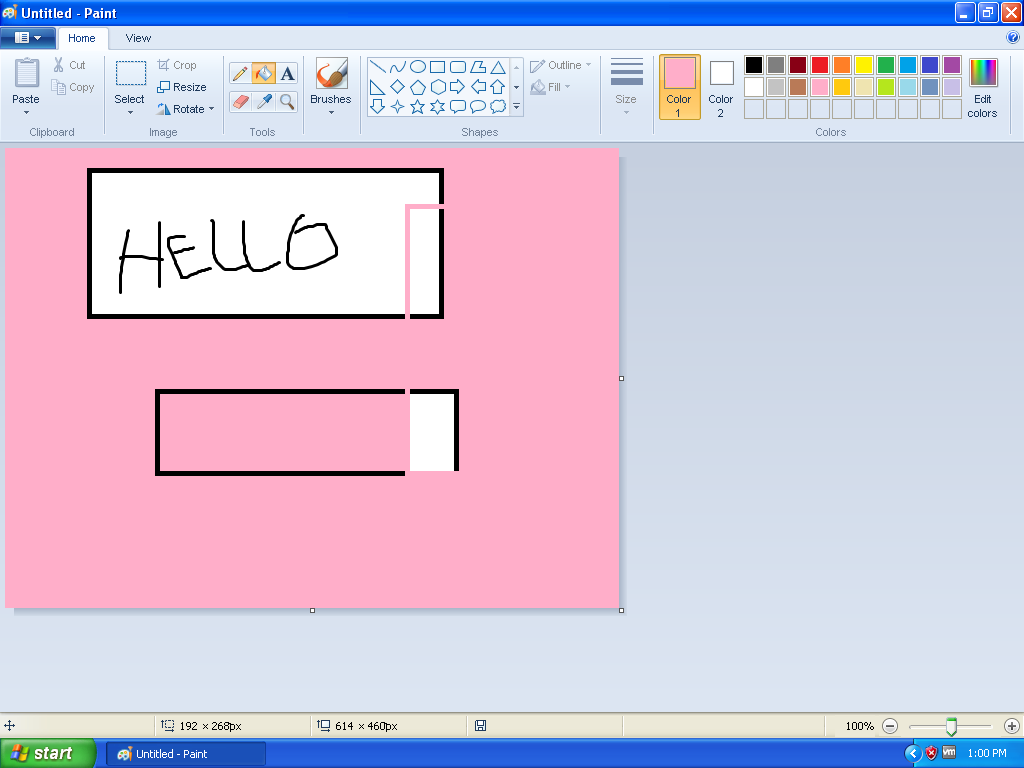 Untitled - Paint
Home View
Paste
Cut
Copy
Clipboard
Select
Crop
Resize
Rotate
Image
A
Tools
Brushes
Shapes
Outline
Fill
Size
Color 1
Color 2
Edit colors
Colors
HELLO
192 × 268px
614 × 460px
100%
start
Untitled - Paint
vm
1:00 PM